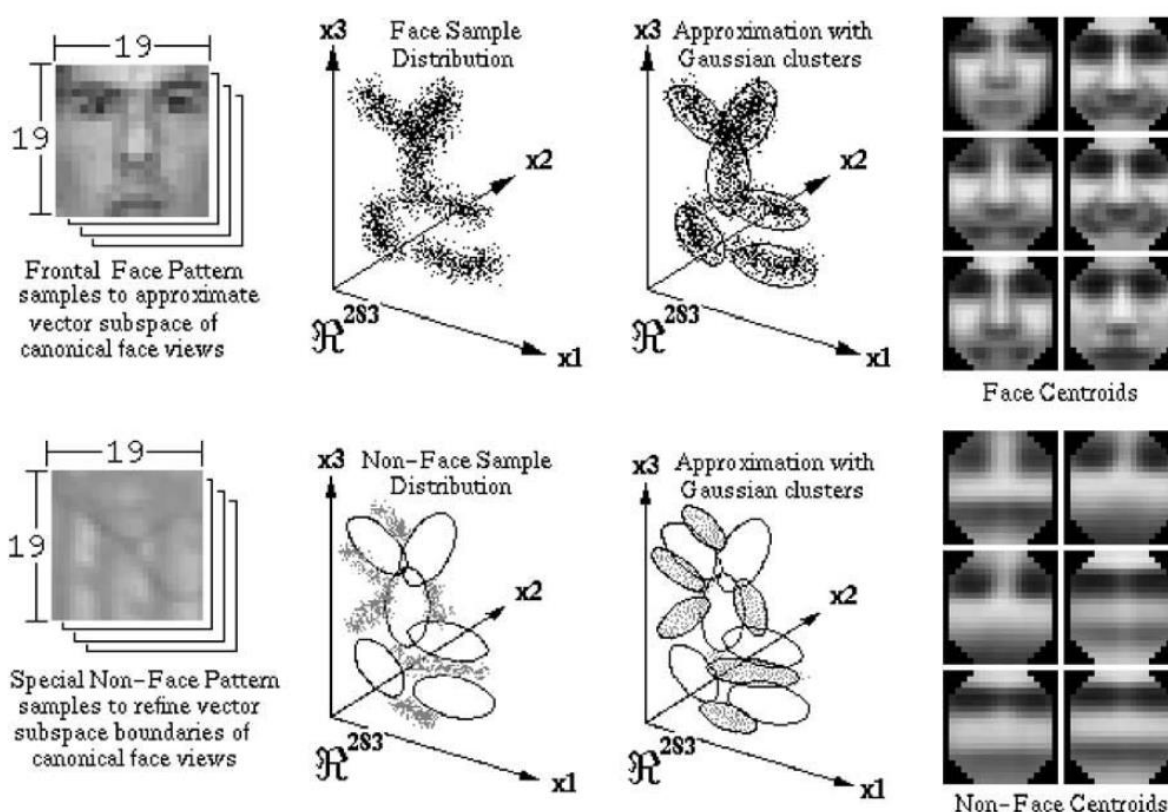 19
19
Frontal Face Pattern
samples to approximate
vector subspace of
canonical face views
x3
Face Sample
Distribution
x2
ℜ283
x1
x3
Approximation with
Gaussian clusters
x2
ℜ283
x1
Face Centroids
19
19
Special Non-Face Pattern
samples to refine vector
subspace boundaries of
canonical face views
x3
Non-Face Sample
Distribution
x2
ℜ283
x1
x3
Approximation with
Gaussian clusters
x2
ℜ283
x1
Non-Face Centroids